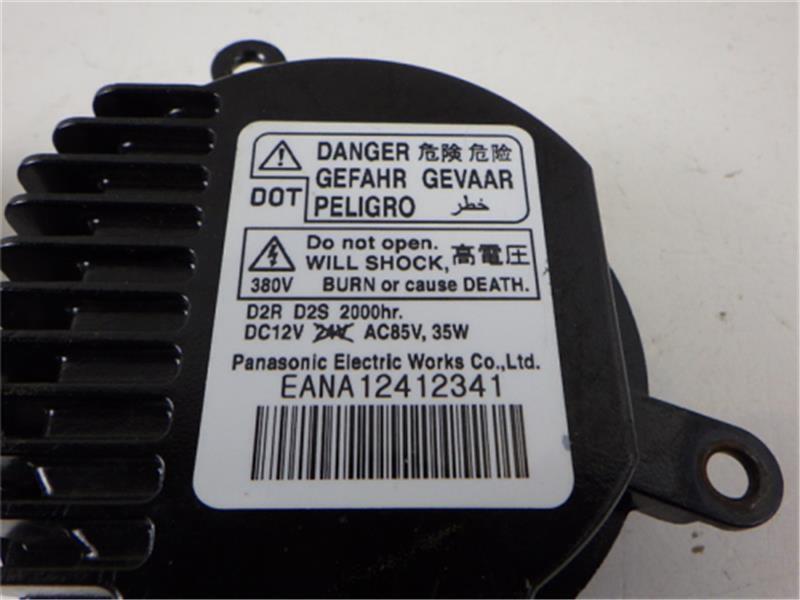 DANGER 危険 危险
DOT GEFAHR GEVAAR
PELIGRO خطر
Do not open.
WILL SHOCK, 高電圧
380V BURN or cause DEATH.
D2R D2S 2000hr.
DC12V 24V AC85V, 35W
Panasonic Electric Works Co.,Ltd.
EANA12412341